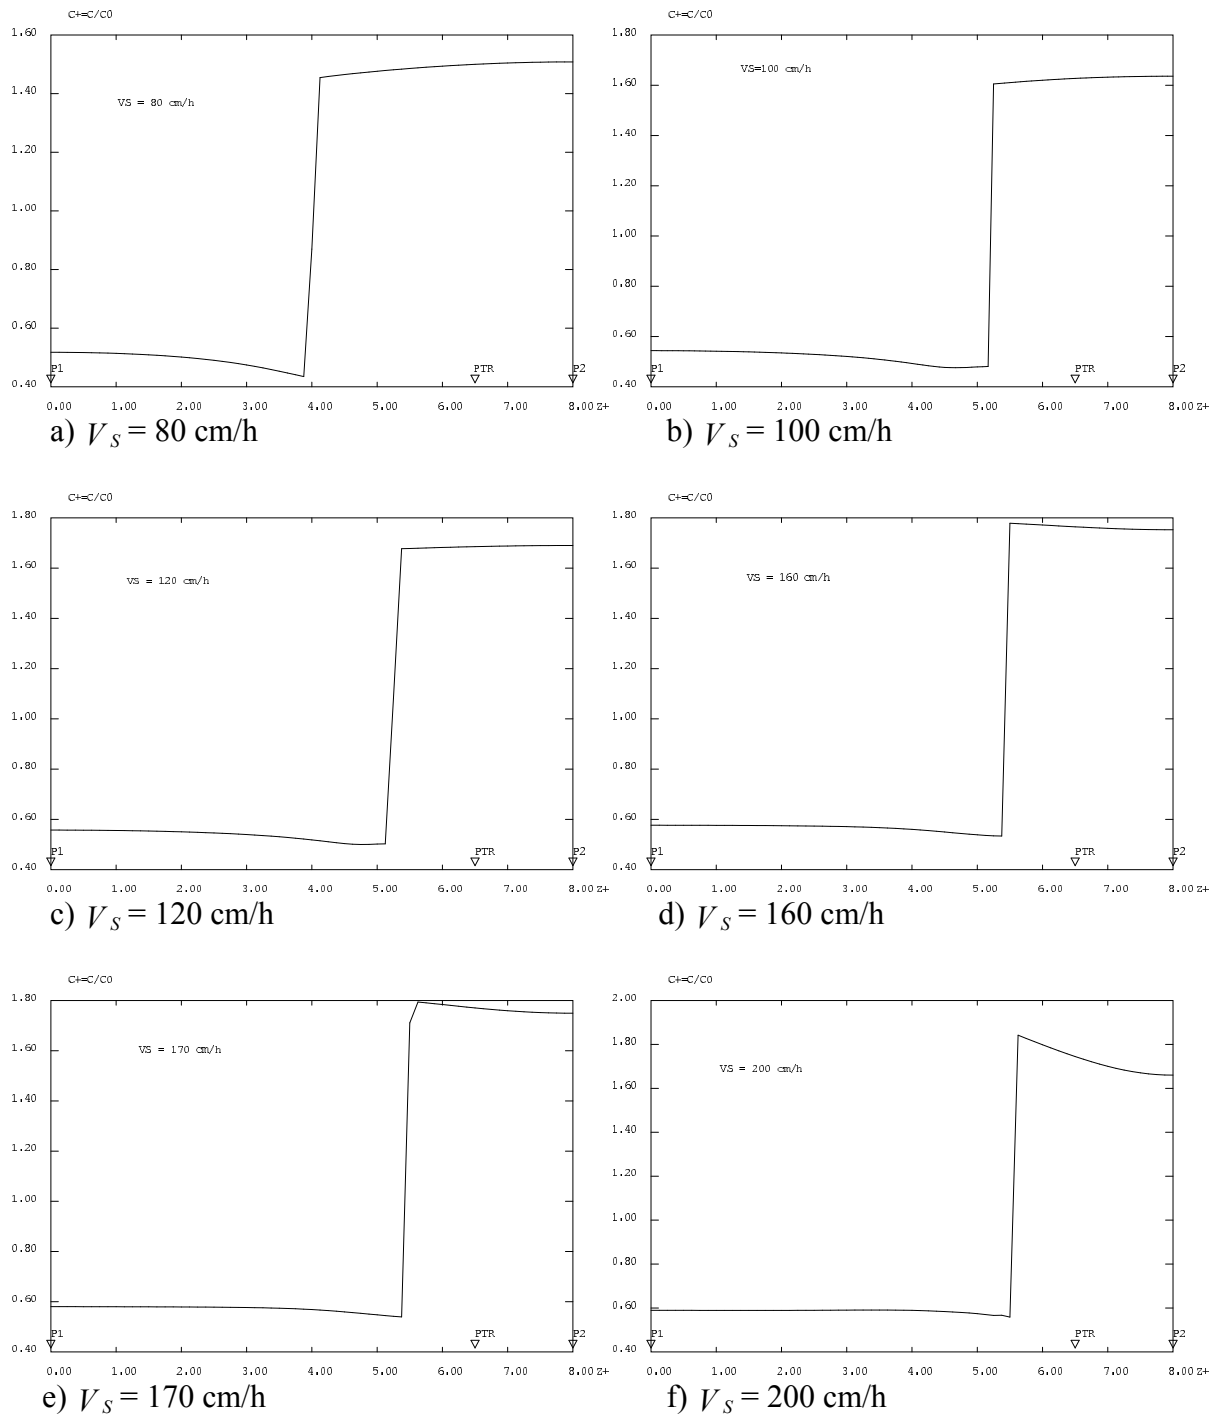 C+=C/C0
1.60
1.40
1.20
1.00
0.80
0.60
0.40
VS = 80 cm/h
P1 PTR P2
0.00 1.00 2.00 3.00 4.00 5.00 6.00 7.00 8.00 Z+
a) V_S = 80 cm/h
C+=C/C0
1.80
1.60
1.40
1.20
1.00
0.80
0.60
0.40
VS=100 cm/h
P1 PTR P2
0.00 1.00 2.00 3.00 4.00 5.00 6.00 7.00 8.00 Z+
b) V_S = 100 cm/h
C+=C/C0
1.80
1.60
1.40
1.20
1.00
0.80
0.60
0.40
VS = 120 cm/h
P1 PTR P2
0.00 1.00 2.00 3.00 4.00 5.00 6.00 7.00 8.00 Z+
c) V_S = 120 cm/h
C+=C/C0
1.80
1.60
1.40
1.20
1.00
0.80
0.60
0.40
VS = 160 cm/h
P1 PTR P2
0.00 1.00 2.00 3.00 4.00 5.00 6.00 7.00 8.00 Z+
d) V_S = 160 cm/h
C+=C/C0
1.80
1.60
1.40
1.20
1.00
0.80
0.60
0.40
VS = 170 cm/h
P1 PTR P2
0.00 1.00 2.00 3.00 4.00 5.00 6.00 7.00 8.00 Z+
e) V_S = 170 cm/h
C+=C/C0
2.00
1.80
1.60
1.40
1.20
1.00
0.80
0.60
0.40
VS = 200 cm/h
P1 PTR P2
0.00 1.00 2.00 3.00 4.00 5.00 6.00 7.00 8.00 Z+
f) V_S = 200 cm/h